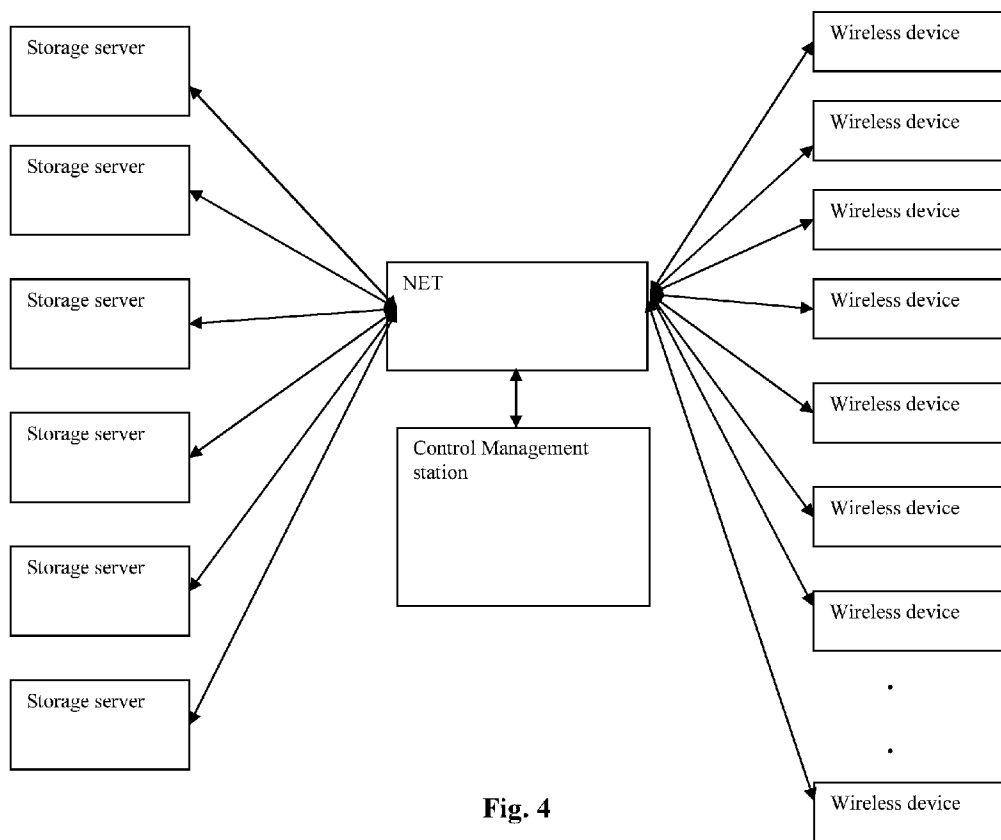 Storage server
Storage server
Storage server
Storage server
Storage server
Storage server
NET
Control Management
station
Wireless device
Wireless device
Wireless device
Wireless device
Wireless device
Wireless device
Wireless device
.
.
Wireless device
Fig. 4